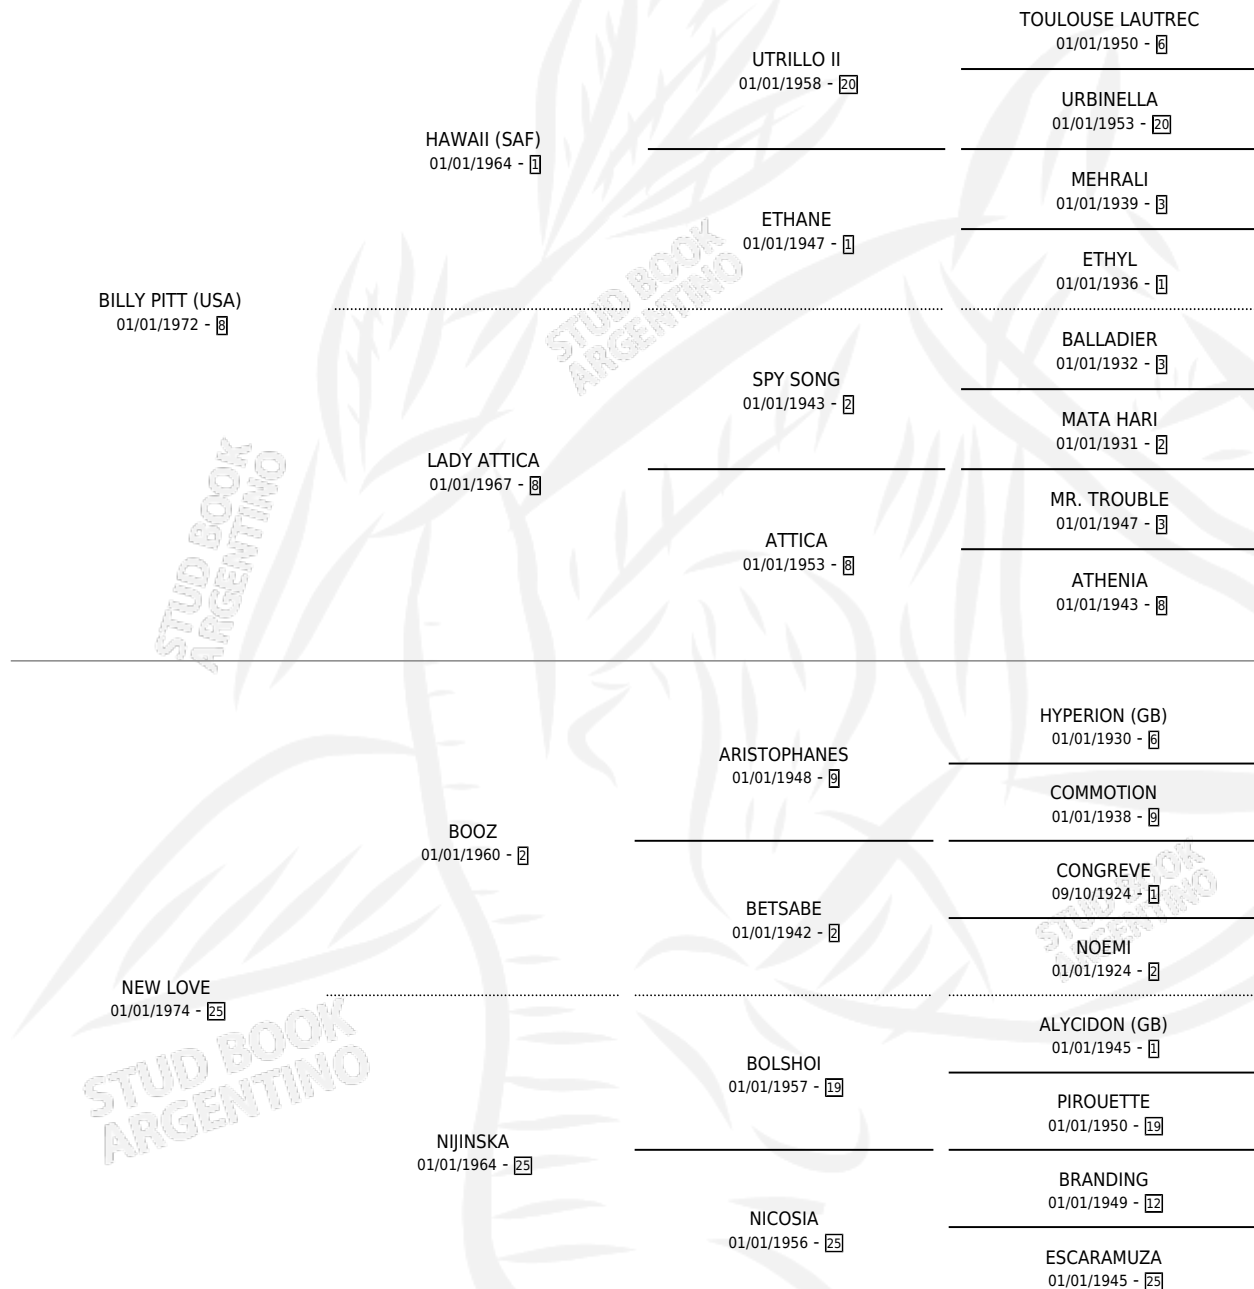 TOULOUSE LAUTREC
01/01/1950 - 6
UTRILLO II
01/01/1958 - 20
URBINELLA
01/01/1953 - 20
HAWAII (SAF)
01/01/1964 - 1
MEHRALI
01/01/1939 - 3
ETHANE
01/01/1947 - 1
ETHYL
01/01/1936 - 1
BILLY PITT (USA)
01/01/1972 - 8
BALLADIER
01/01/1932 - 3
SPY SONG
01/01/1943 - 2
MATA HARI
01/01/1931 - 2
LADY ATTICA
01/01/1967 - 8
MR. TROUBLE
01/01/1947 - 3
ATTICA
01/01/1953 - 8
ATHENIA
01/01/1943 - 8
HYPERION (GB)
01/01/1930 - 6
ARISTOPHANES
01/01/1948 - 9
COMMOTION
01/01/1938 - 9
BOOZ
01/01/1960 - 2
CONGREVE
09/10/1924 - 1
BETSABE
01/01/1942 - 2
NOEMI
01/01/1924 - 2
NEW LOVE
01/01/1974 - 25
ALYCIDON (GB)
01/01/1945 - 1
BOLSHOI
01/01/1957 - 19
PIROUETTE
01/01/1950 - 19
NIJINSKA
01/01/1964 - 25
BRANDING
01/01/1949 - 12
NICOSIA
01/01/1956 - 25
ESCARAMUZA
01/01/1945 - 25
STUD BOOK
ARGENTINO
STUD BOOK
ARGENTINO
STUD BOOK
ARGENTINO
STUD BOOK
ARGENTINO